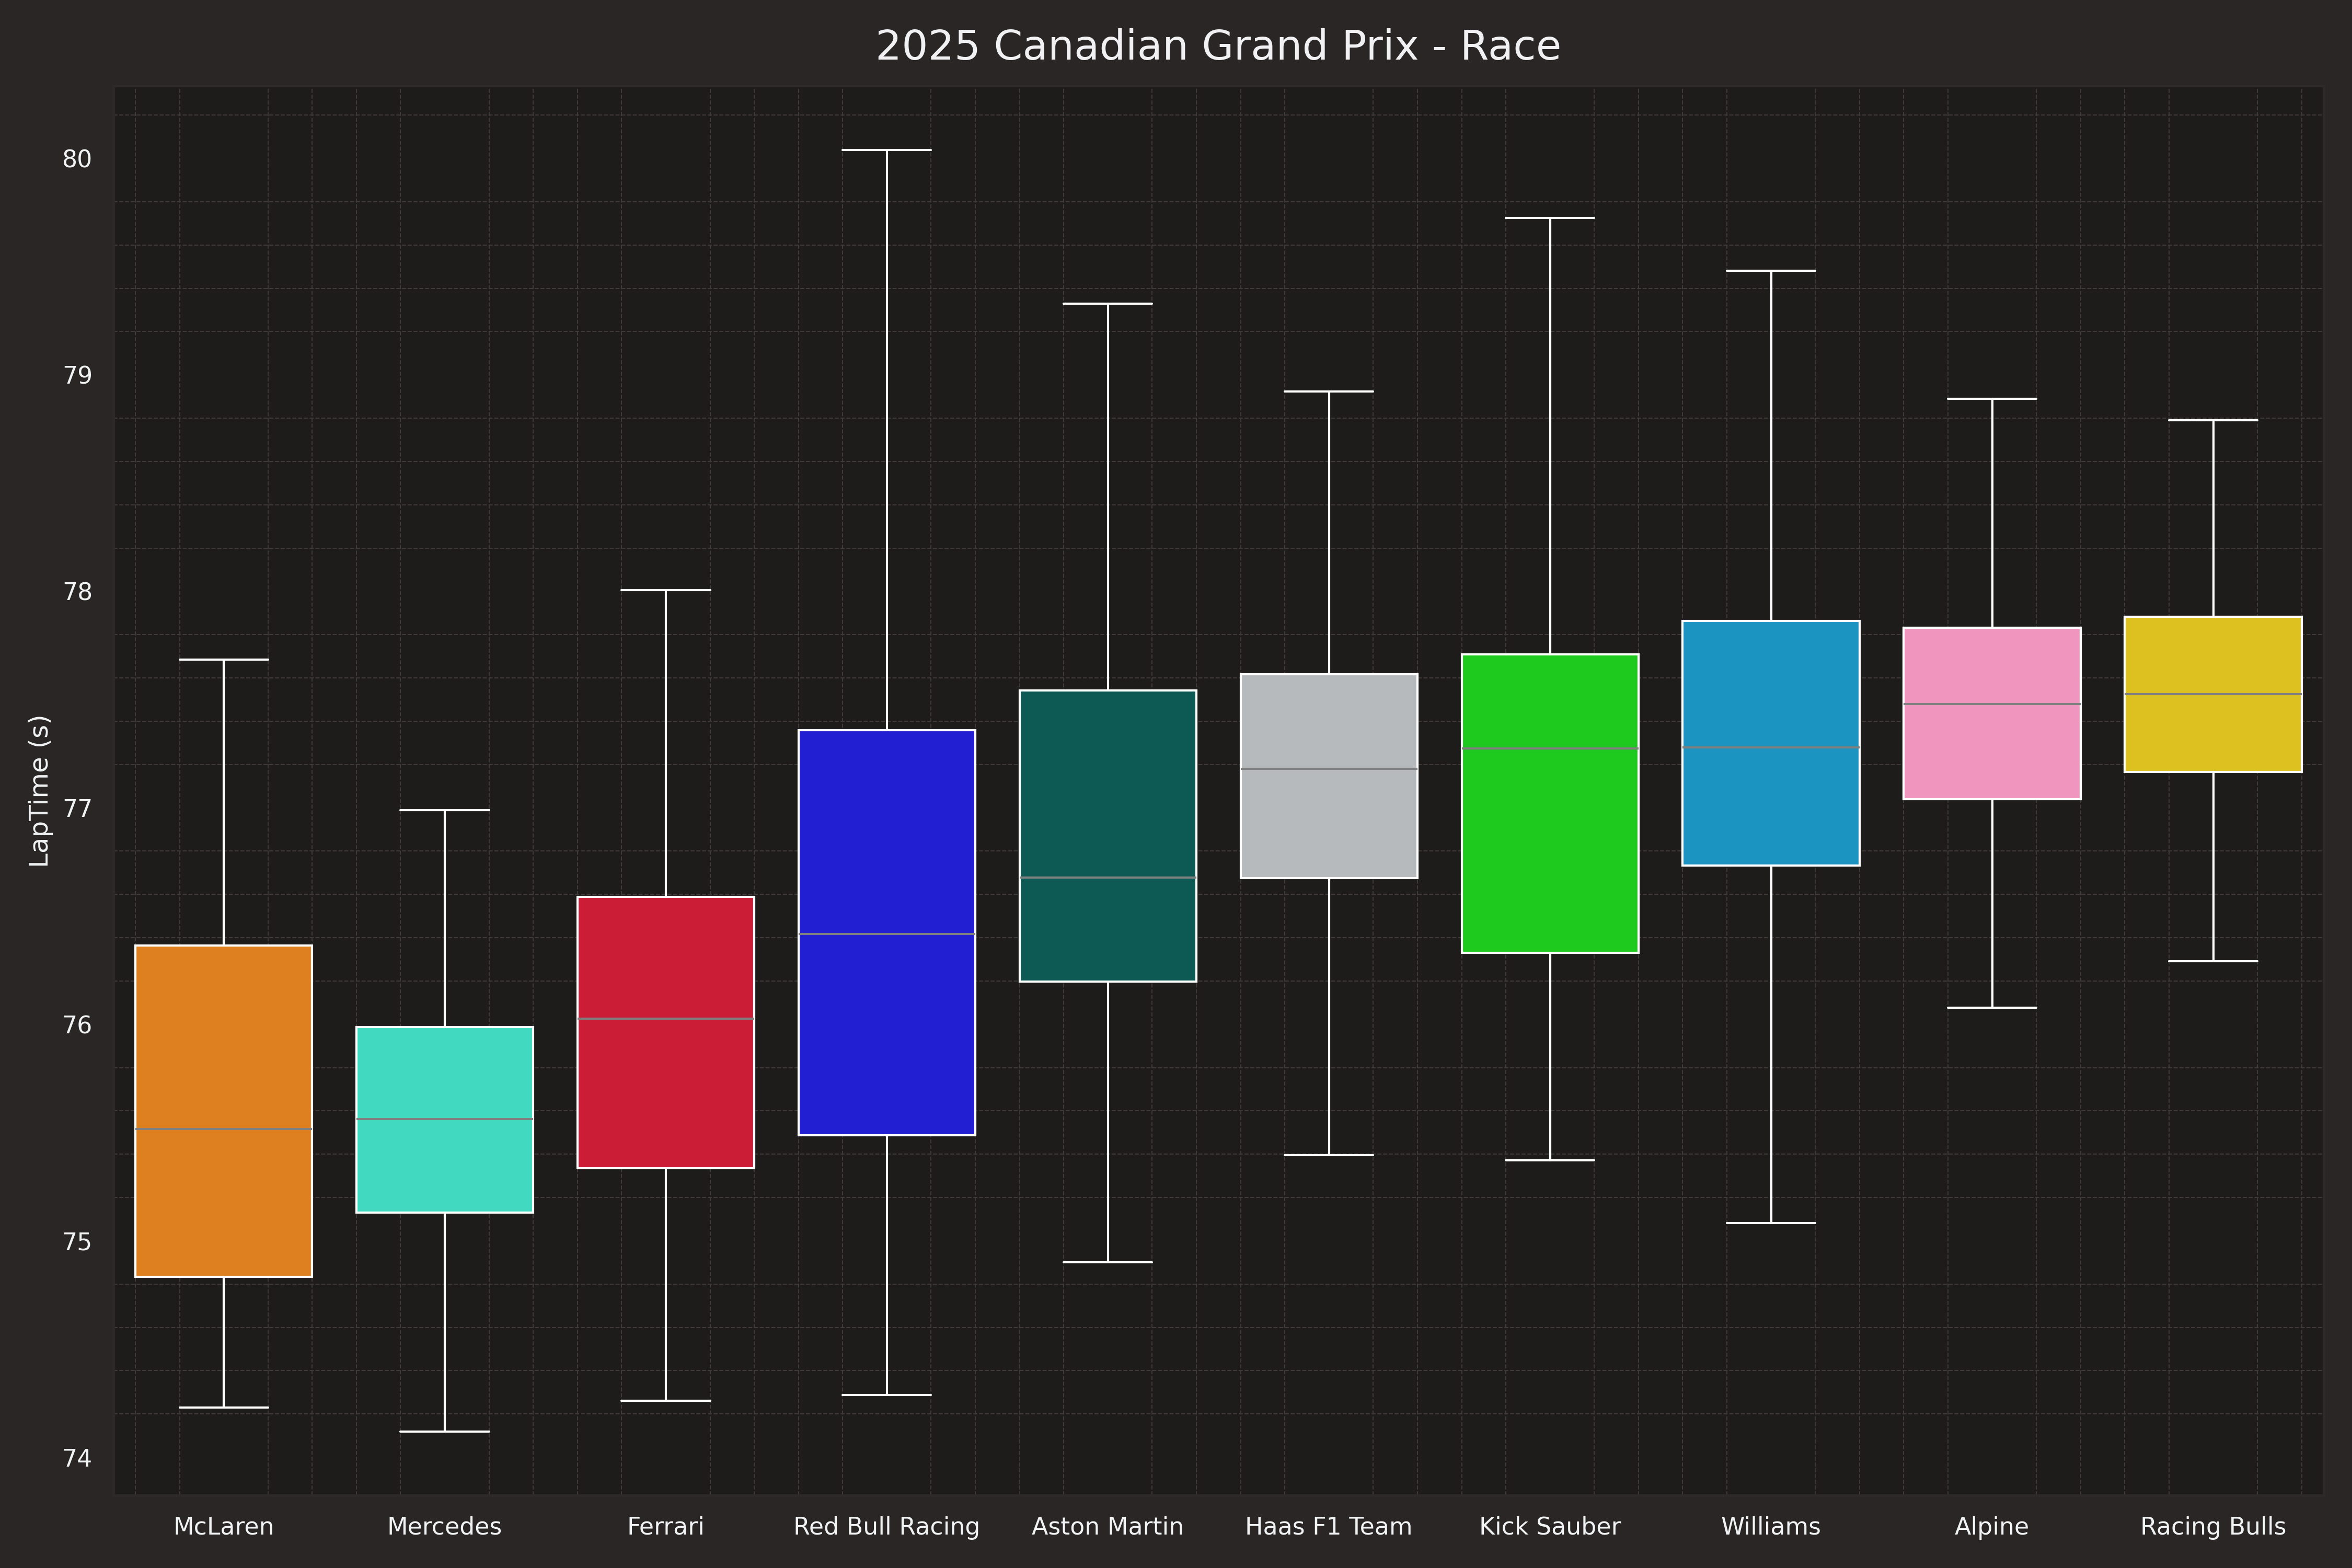 2025 Canadian Grand Prix - Race
LapTime (s)
80
79
78
77
76
75
74
McLaren
Mercedes
Ferrari
Red Bull Racing
Aston Martin
Haas F1 Team
Kick Sauber
Williams
Alpine
Racing Bulls